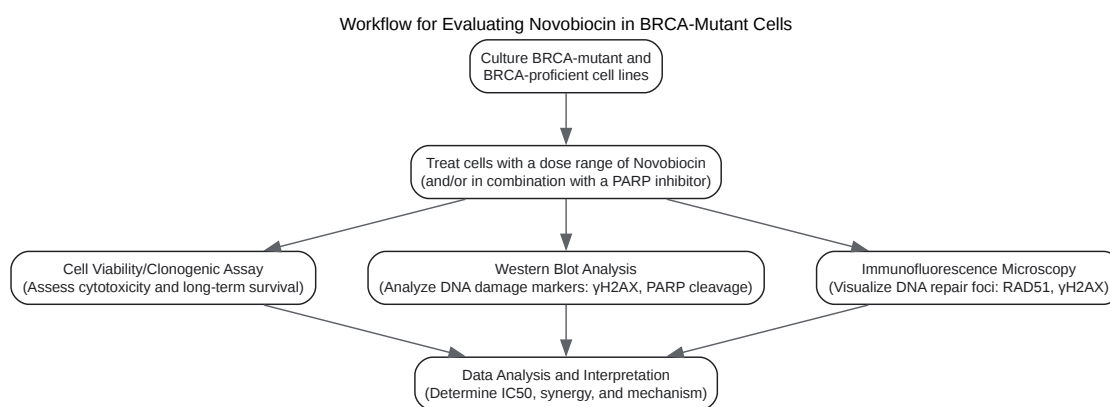 Workflow for Evaluating Novobiocin in BRCA-Mutant Cells
Culture BRCA-mutant and
BRCA-proficient cell lines
Treat cells with a dose range of Novobiocin
(and/or in combination with a PARP inhibitor)
Cell Viability/Clonogenic Assay
(Assess cytotoxicity and long-term survival)
Western Blot Analysis
(Analyze DNA damage markers: γH2AX, PARP cleavage)
Immunofluorescence Microscopy
(Visualize DNA repair foci: RAD51, γH2AX)
Data Analysis and Interpretation
(Determine IC50, synergy, and mechanism)